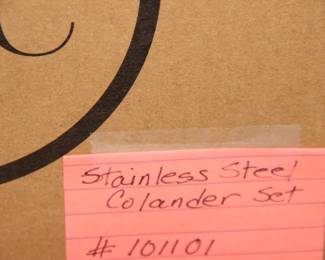 Stainless Steel
Colander Set
# 101101